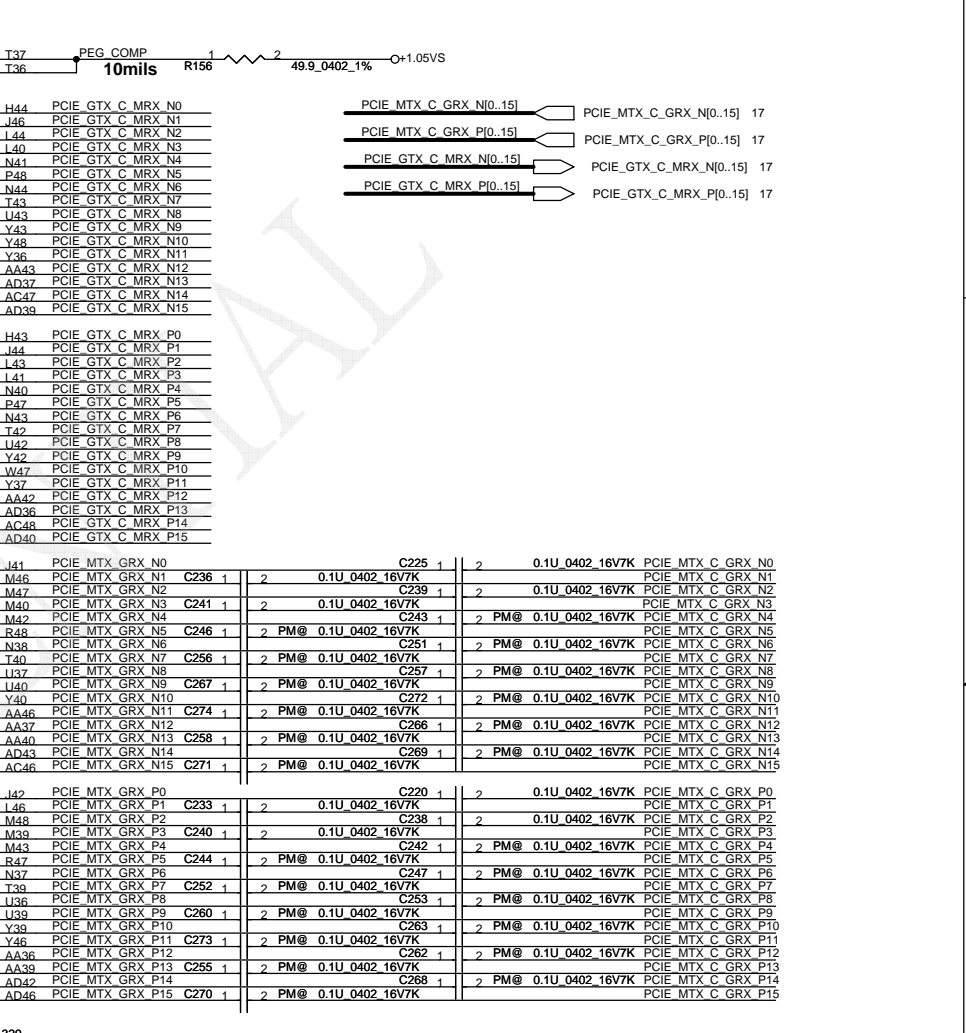 T37 PEG_COMP 1 2 +1.05VS
T36 10mils R156 49.9_0402_1%
H44 PCIE_GTX_C_MRX_N0 PCIE_MTX_C_GRX_N[0..15] PCIE_MTX_C_GRX_N[0..15] 17
J46 PCIE_GTX_C_MRX_N1
L44 PCIE_GTX_C_MRX_N2 PCIE_MTX_C_GRX_P[0..15] PCIE_MTX_C_GRX_P[0..15] 17
L40 PCIE_GTX_C_MRX_N3
N41 PCIE_GTX_C_MRX_N4 PCIE_GTX_C_MRX_N[0..15] PCIE_GTX_C_MRX_N[0..15] 17
P48 PCIE_GTX_C_MRX_N5
N44 PCIE_GTX_C_MRX_N6 PCIE_GTX_C_MRX_P[0..15] PCIE_GTX_C_MRX_P[0..15] 17
T43 PCIE_GTX_C_MRX_N7
U43 PCIE_GTX_C_MRX_N8
Y43 PCIE_GTX_C_MRX_N9
Y48 PCIE_GTX_C_MRX_N10
Y36 PCIE_GTX_C_MRX_N11
AA43 PCIE_GTX_C_MRX_N12
AD37 PCIE_GTX_C_MRX_N13
AC47 PCIE_GTX_C_MRX_N14
AD39 PCIE_GTX_C_MRX_N15
H43 PCIE_GTX_C_MRX_P0
J44 PCIE_GTX_C_MRX_P1
L43 PCIE_GTX_C_MRX_P2
L41 PCIE_GTX_C_MRX_P3
N40 PCIE_GTX_C_MRX_P4
P47 PCIE_GTX_C_MRX_P5
N43 PCIE_GTX_C_MRX_P6
T42 PCIE_GTX_C_MRX_P7
U42 PCIE_GTX_C_MRX_P8
Y42 PCIE_GTX_C_MRX_P9
W47 PCIE_GTX_C_MRX_P10
Y37 PCIE_GTX_C_MRX_P11
AA42 PCIE_GTX_C_MRX_P12
AD36 PCIE_GTX_C_MRX_P13
AC48 PCIE_GTX_C_MRX_P14
AD40 PCIE_GTX_C_MRX_P15
J41 PCIE_MTX_GRX_N0 C225 1 2 0.1U_0402_16V7K PCIE_MTX_C_GRX_N0
M46 PCIE_MTX_GRX_N1 C236 1 2 0.1U_0402_16V7K PCIE_MTX_C_GRX_N1
M47 PCIE_MTX_GRX_N2 C239 1 2 0.1U_0402_16V7K PCIE_MTX_C_GRX_N2
M40 PCIE_MTX_GRX_N3 C241 1 2 0.1U_0402_16V7K PCIE_MTX_C_GRX_N3
M42 PCIE_MTX_GRX_N4 C243 1 2 PM@ 0.1U_0402_16V7K PCIE_MTX_C_GRX_N4
R48 PCIE_MTX_GRX_N5 C246 1 2 PM@ 0.1U_0402_16V7K PCIE_MTX_C_GRX_N5
N38 PCIE_MTX_GRX_N6 C251 1 2 PM@ 0.1U_0402_16V7K PCIE_MTX_C_GRX_N6
T40 PCIE_MTX_GRX_N7 C256 1 2 PM@ 0.1U_0402_16V7K PCIE_MTX_C_GRX_N7
U37 PCIE_MTX_GRX_N8 C257 1 2 PM@ 0.1U_0402_16V7K PCIE_MTX_C_GRX_N8
U40 PCIE_MTX_GRX_N9 C267 1 2 PM@ 0.1U_0402_16V7K PCIE_MTX_C_GRX_N9
Y40 PCIE_MTX_GRX_N10 C272 1 2 PM@ 0.1U_0402_16V7K PCIE_MTX_C_GRX_N10
AA46 PCIE_MTX_GRX_N11 C274 1 2 PM@ 0.1U_0402_16V7K PCIE_MTX_C_GRX_N11
AA37 PCIE_MTX_GRX_N12 C266 1 2 PM@ 0.1U_0402_16V7K PCIE_MTX_C_GRX_N12
AA40 PCIE_MTX_GRX_N13 C258 1 2 PM@ 0.1U_0402_16V7K PCIE_MTX_C_GRX_N13
AD43 PCIE_MTX_GRX_N14 C269 1 2 PM@ 0.1U_0402_16V7K PCIE_MTX_C_GRX_N14
AC46 PCIE_MTX_GRX_N15 C271 1 2 PM@ 0.1U_0402_16V7K PCIE_MTX_C_GRX_N15
J42 PCIE_MTX_GRX_P0 C220 1 2 0.1U_0402_16V7K PCIE_MTX_C_GRX_P0
L46 PCIE_MTX_GRX_P1 C233 1 2 0.1U_0402_16V7K PCIE_MTX_C_GRX_P1
M48 PCIE_MTX_GRX_P2 C238 1 2 0.1U_0402_16V7K PCIE_MTX_C_GRX_P2
M39 PCIE_MTX_GRX_P3 C240 1 2 0.1U_0402_16V7K PCIE_MTX_C_GRX_P3
M43 PCIE_MTX_GRX_P4 C242 1 2 PM@ 0.1U_0402_16V7K PCIE_MTX_C_GRX_P4
R47 PCIE_MTX_GRX_P5 C244 1 2 PM@ 0.1U_0402_16V7K PCIE_MTX_C_GRX_P5
N37 PCIE_MTX_GRX_P6 C247 1 2 PM@ 0.1U_0402_16V7K PCIE_MTX_C_GRX_P6
T39 PCIE_MTX_GRX_P7 C252 1 2 PM@ 0.1U_0402_16V7K PCIE_MTX_C_GRX_P7
U36 PCIE_MTX_GRX_P8 C253 1 2 PM@ 0.1U_0402_16V7K PCIE_MTX_C_GRX_P8
U39 PCIE_MTX_GRX_P9 C260 1 2 PM@ 0.1U_0402_16V7K PCIE_MTX_C_GRX_P9
Y39 PCIE_MTX_GRX_P10 C263 1 2 PM@ 0.1U_0402_16V7K PCIE_MTX_C_GRX_P10
Y46 PCIE_MTX_GRX_P11 C273 1 2 PM@ 0.1U_0402_16V7K PCIE_MTX_C_GRX_P11
AA36 PCIE_MTX_GRX_P12 C262 1 2 PM@ 0.1U_0402_16V7K PCIE_MTX_C_GRX_P12
AA39 PCIE_MTX_GRX_P13 C255 1 2 PM@ 0.1U_0402_16V7K PCIE_MTX_C_GRX_P13
AD42 PCIE_MTX_GRX_P14 C268 1 2 PM@ 0.1U_0402_16V7K PCIE_MTX_C_GRX_P14
AD46 PCIE_MTX_GRX_P15 C270 1 2 PM@ 0.1U_0402_16V7K PCIE_MTX_C_GRX_P15